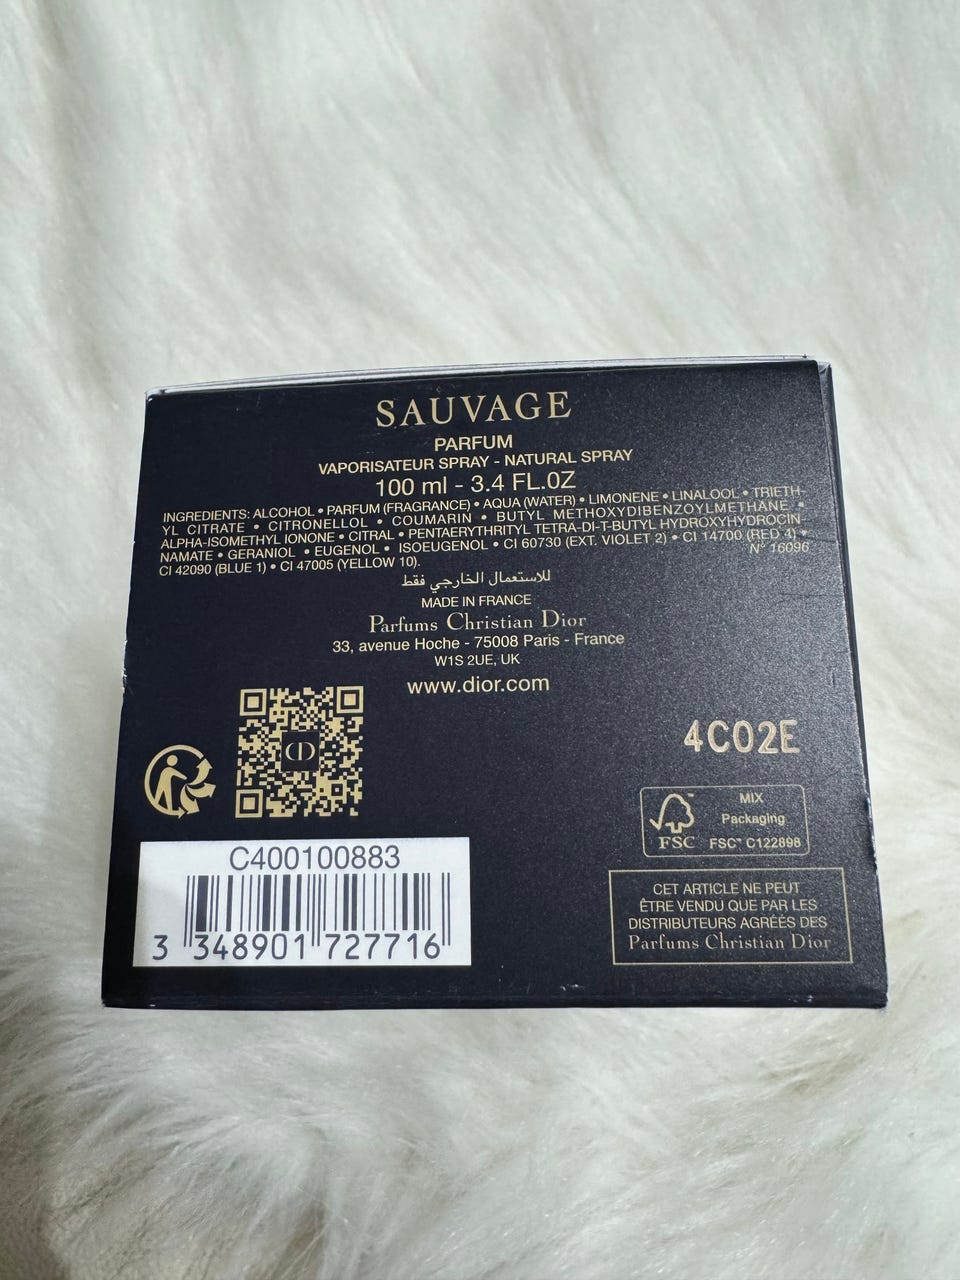 SAUVAGE
PARFUM
VAPORISATEUR SPRAY - NATURAL SPRAY
100 ml - 3.4 FL.OZ
INGREDIENTS: ALCOHOL • PARFUM (FRAGRANCE) • AQUA (WATER) • LIMONENE • LINALOOL • TRIETH-
YL CITRATE • CITRONELLOL • COUMARIN • BUTYL METHOXYDIBENZOYLMETHANE •
ALPHA-ISOMETHYL IONONE • CITRAL • PENTAERYTHRITYL TETRA-DI-T-BUTYL HYDROXYHYDROCIN
NAMATE • GERANIOL • EUGENOL • ISOEUGENOL • CI 60730 (EXT. VIOLET 2) • CI 14700 (RED 4) •
CI 42090 (BLUE 1) • CI 47005 (YELLOW 10).
N° 16096
للاستعمال الخارجي فقط
MADE IN FRANCE
Parfums Christian Dior
33, avenue Hoche - 75008 Paris - France
W1S 2UE, UK
www.dior.com
CD
4C02E
MIX
Packaging
FSC™ C122898
FSC
C400100883
3 348901 727716
CET ARTICLE NE PEUT
ÊTRE VENDU QUE PAR LES
DISTRIBUTEURS AGRÉÉS DES
Parfums Christian Dior